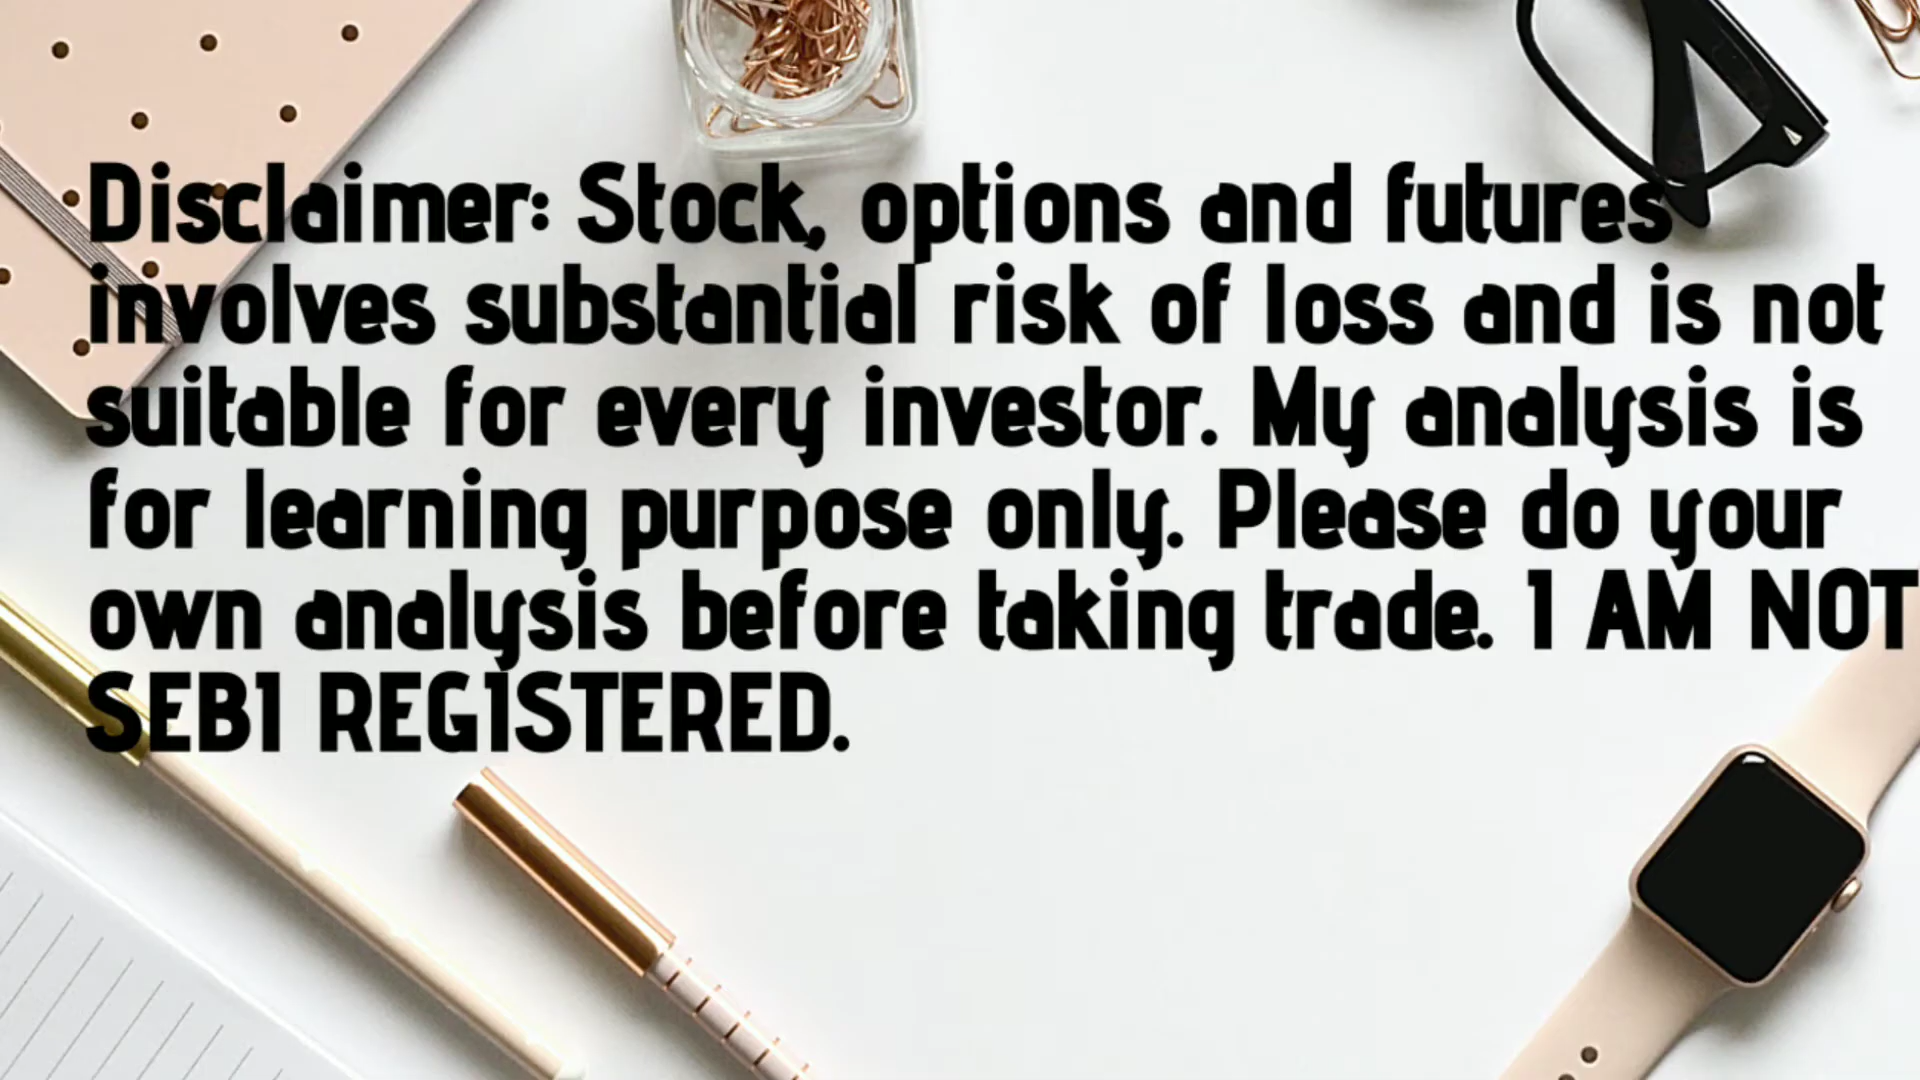 Disclaimer: Stock, options and futures
involves substantial risk of loss and is not
suitable for every investor. My analysis is
for learning purpose only. Please do your
own analysis before taking trade. I AM NOT
SEBI REGISTERED.